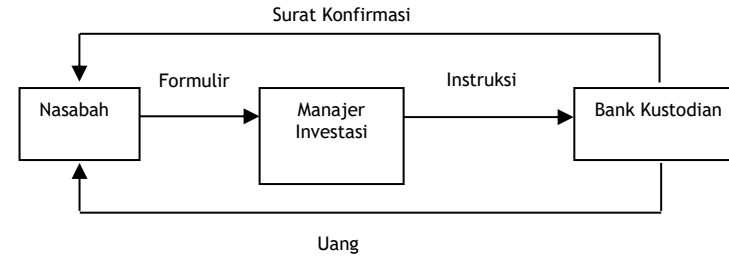 Surat Konfirmasi
Formulir
Instruksi
Nasabah
Manajer
Investasi
Bank Kustodian
Uang